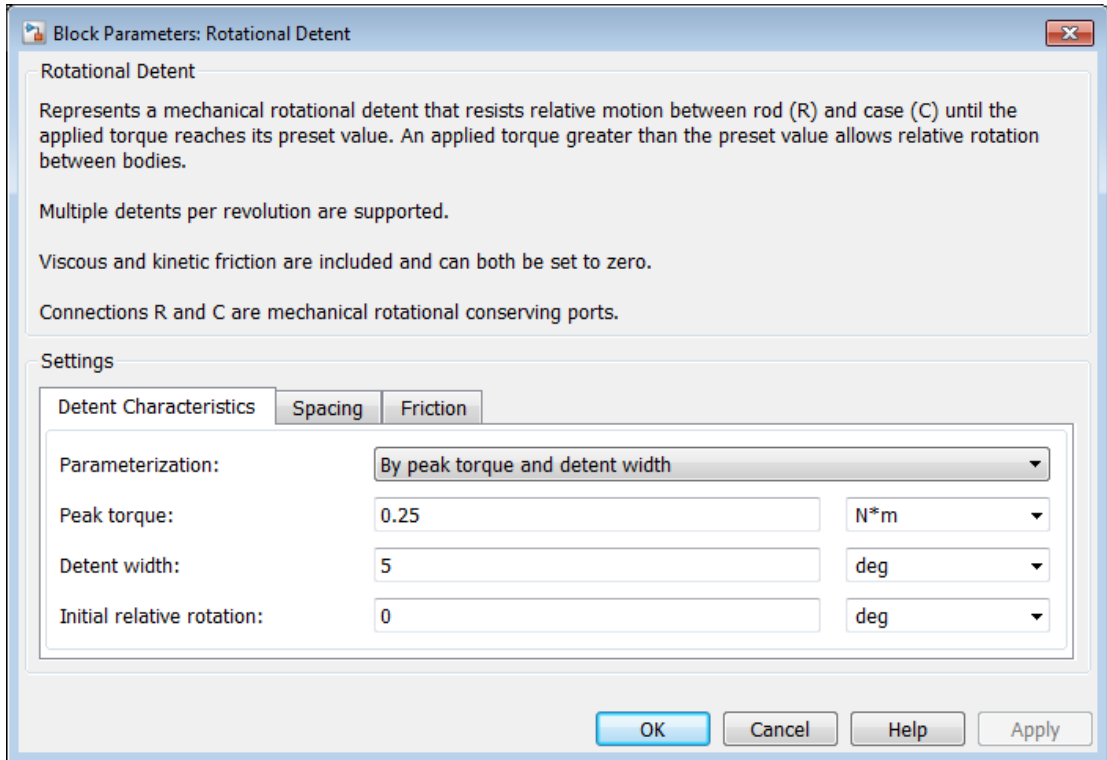 Block Parameters: Rotational Detent
Rotational Detent
Represents a mechanical rotational detent that resists relative motion between rod (R) and case (C) until the
applied torque reaches its preset value. An applied torque greater than the preset value allows relative rotation
between bodies.
Multiple detents per revolution are supported.
Viscous and kinetic friction are included and can both be set to zero.
Connections R and C are mechanical rotational conserving ports.
Settings
Detent Characteristics Spacing Friction
Parameterization: By peak torque and detent width
Peak torque: 0.25 N*m
Detent width: 5 deg
Initial relative rotation: 0 deg
OK Cancel Help Apply